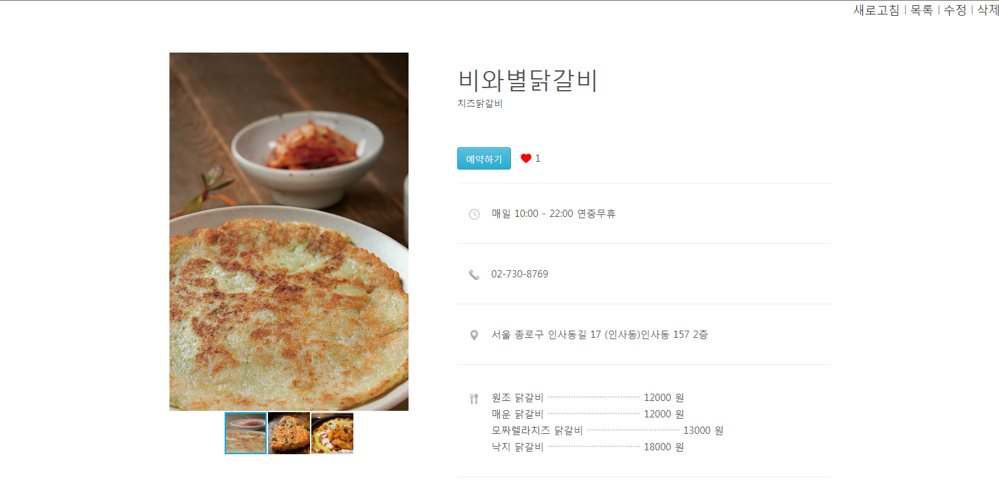 새로고침 | 목록 | 수정 | 삭제
비와별닭갈비
치즈닭갈비
예약하기 1
매일 10:00 - 22:00 연중무휴
02-730-8769
서울 종로구 인사동길 17 (인사동)인사동 157 2층
원조 닭갈비 ································· 12000 원
매운 닭갈비 ································· 12000 원
모짜렐라치즈 닭갈비 ································· 13000 원
낙지 닭갈비 ································· 18000 원